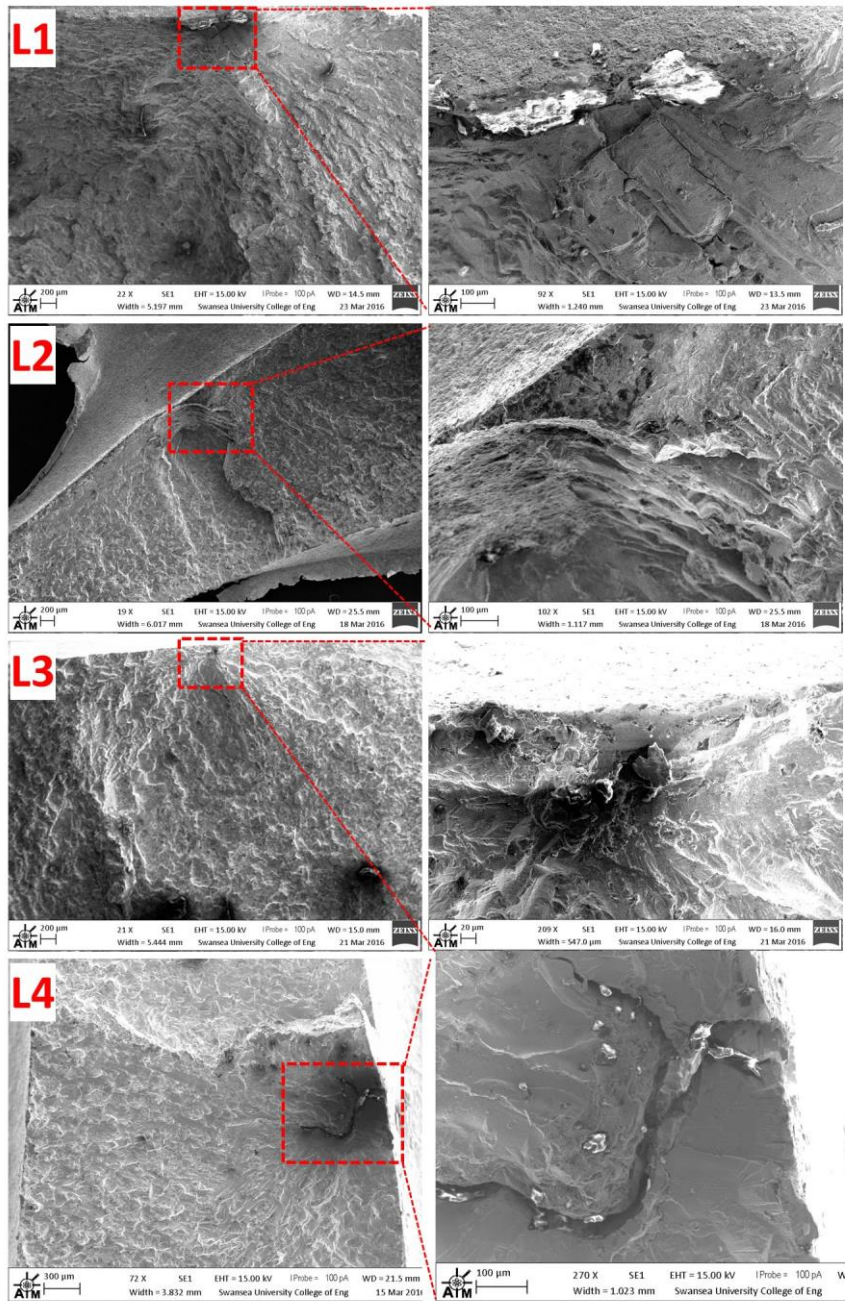 L1
200 µm 22 X SE1 EHT = 15.00 kV I Probe = 100 pA WD = 14.5 mm ZEISS
ATM Width = 5.197 mm Swansea University College of Eng 23 Mar 2016
100 µm 92 X SE1 EHT = 15.00 kV I Probe = 100 pA WD = 13.5 mm ZEISS
ATM Width = 1.240 mm Swansea University College of Eng 23 Mar 2016
L2
200 µm 19 X SE1 EHT = 15.00 kV I Probe = 100 pA WD = 25.5 mm ZEISS
ATM Width = 6.017 mm Swansea University College of Eng 18 Mar 2016
100 µm 102 X SE1 EHT = 15.00 kV I Probe = 100 pA WD = 25.5 mm ZEISS
ATM Width = 1.117 mm Swansea University College of Eng 18 Mar 2016
L3
200 µm 21 X SE1 EHT = 15.00 kV I Probe = 100 pA WD = 15.0 mm ZEISS
ATM Width = 5.444 mm Swansea University College of Eng 21 Mar 2016
20 µm 209 X SE1 EHT = 15.00 kV I Probe = 100 pA WD = 16.0 mm ZEISS
ATM Width = 547.0 µm Swansea University College of Eng 21 Mar 2016
L4
300 µm 72 X SE1 EHT = 15.00 kV I Probe = 100 pA WD = 21.5 mm
ATM Width = 3.832 mm Swansea University College of Eng 15 Mar 201
100 µm 270 X SE1 EHT = 15.00 kV I Probe = 100 pA W
ATM Width = 1.023 mm Swansea University College of Eng